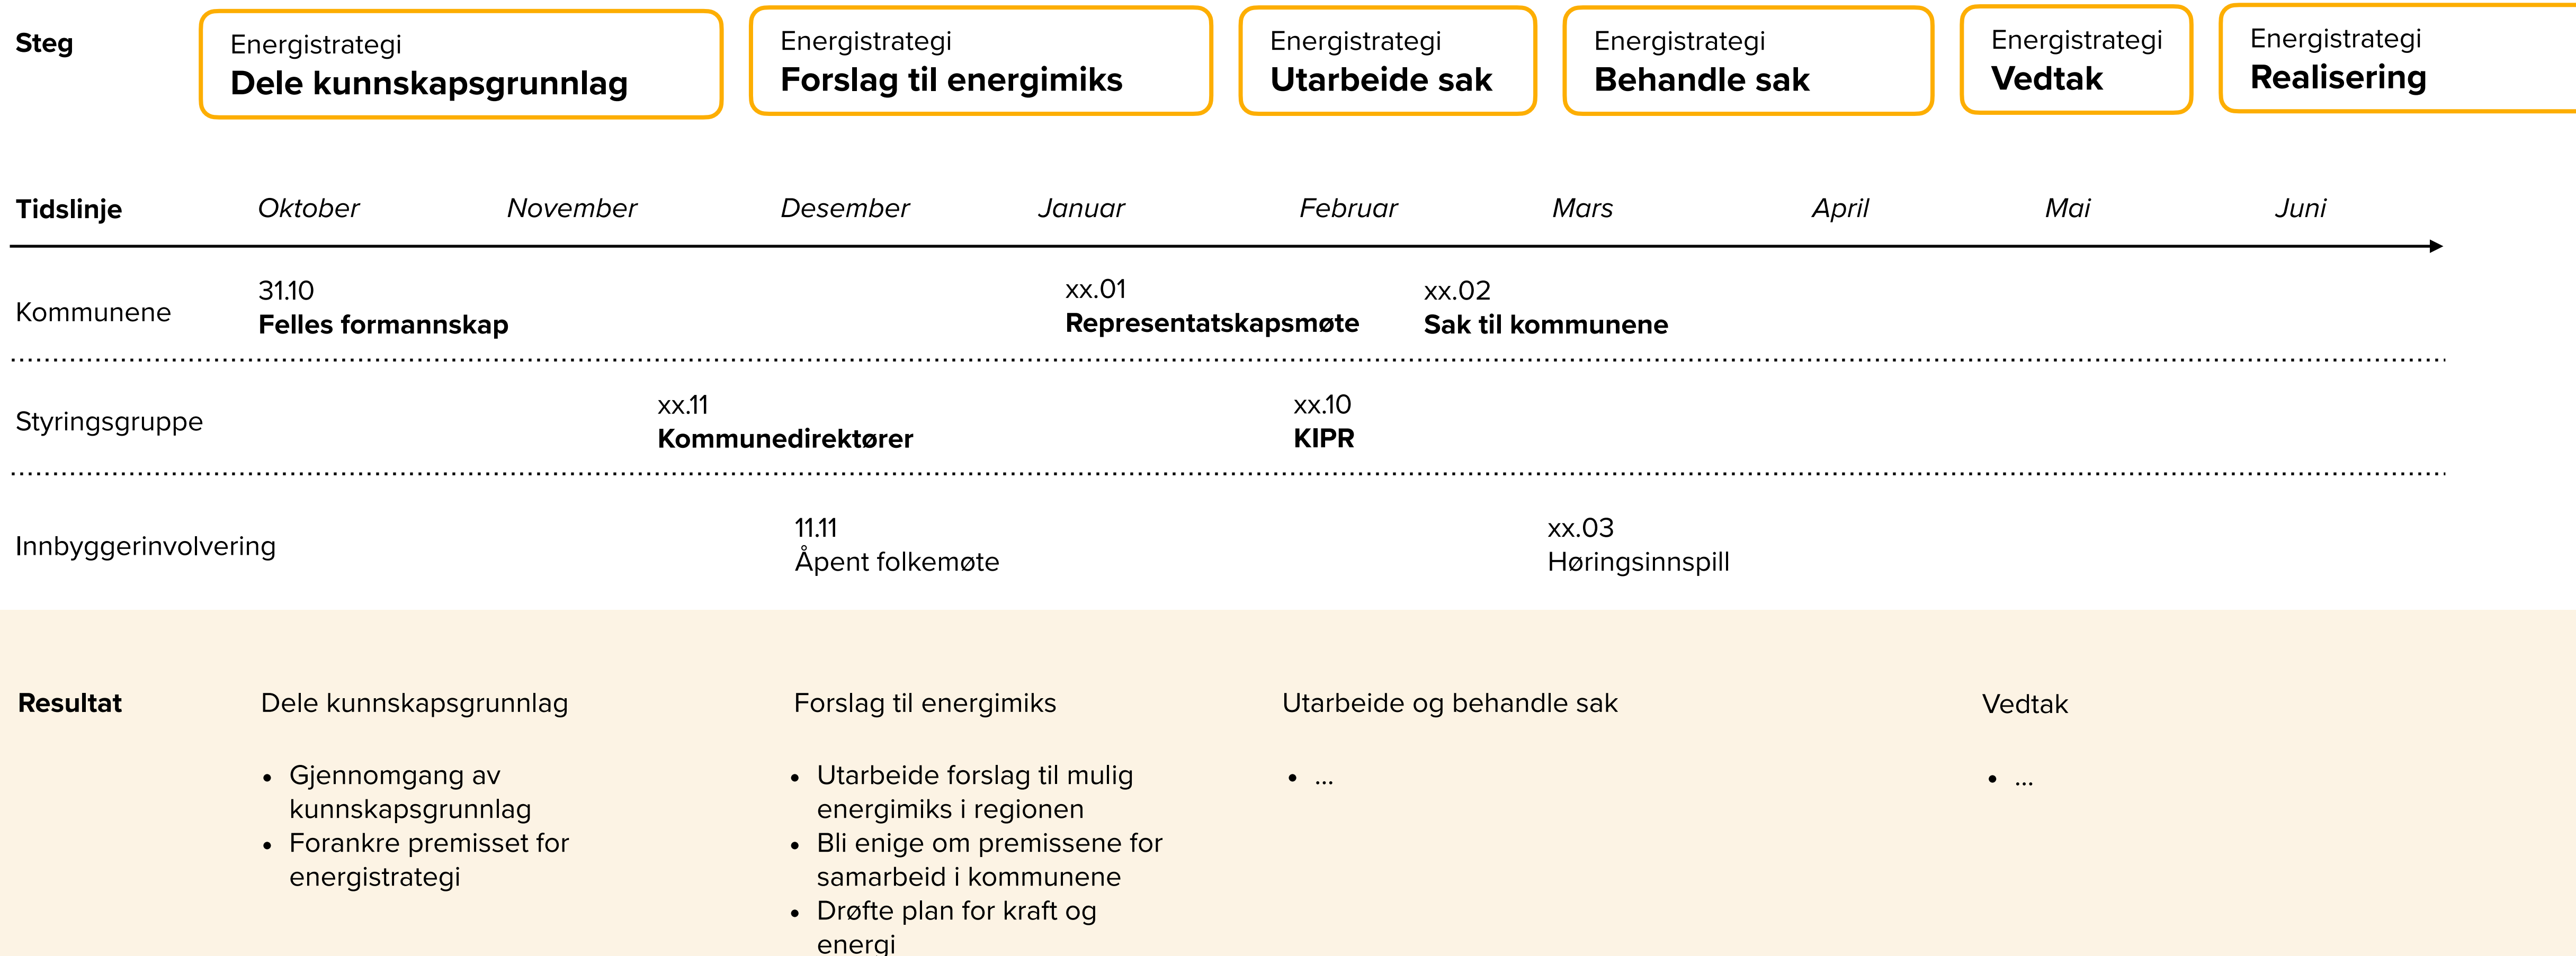 Steg
Energistrategi
Dele kunnskapsgrunnlag
Energistrategi
Forslag til energimiks
Energistrategi
Utarbeide sak
Energistrategi
Behandle sak
Energistrategi
Vedtak
Energistrategi
Realisering
Tidslinje
Oktober
November
Desember
Januar
Februar
Mars
April
Mai
Juni
Kommunene
31.10
Felles formannskap
xx.01
Representatskapsmøte
xx.02
Sak til kommunene
Styringsgruppe
xx.11
Kommunedirektører
xx.10
KIPR
Innbyggerinvolvering
11.11
Åpent folkemøte
xx.03
Høringsinnspill
Resultat
Dele kunnskapsgrunnlag
• Gjennomgang av
kunnskapsgrunnlag
• Forankre premisset for
energistrategi
Forslag til energimiks
• Utarbeide forslag til mulig
energimiks i regionen
• Bli enige om premissene for
samarbeid i kommunene
• Drøfte plan for kraft og
energi
Utarbeide og behandle sak
• ...
Vedtak
• ...